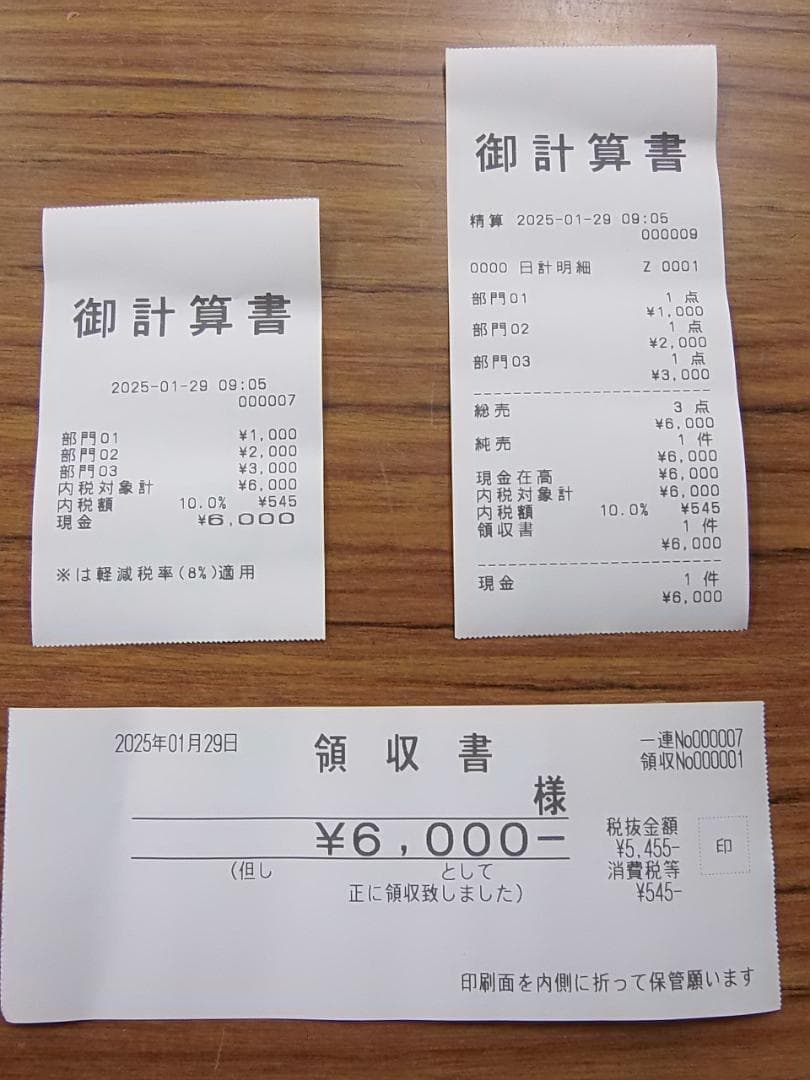 御計算書
2025-01-29 09:05
000007
部門01 ¥1,000
部門02 ¥2,000
部門03 ¥3,000
内税対象計 ¥6,000
内税額 10.0% ¥545
現金 ¥6,000
※は軽減税率(8%)適用
御計算書
精算 2025-01-29 09:05
000009
0000 日計明細 Z 0001
部門01 1 点
¥1,000
部門02 1 点
¥2,000
部門03 1 点
¥3,000
総売 3 点
¥6,000
純売 1 件
¥6,000
現金在高 ¥6,000
内税対象計 ¥6,000
内税額 10.0% ¥545
領収書 1 件
¥6,000
現金 1 件
¥6,000
2025年01月29日 領収書 一連No000007
領収No000001
様
¥6,000-
(但し として
正に領収致しました)
税抜金額
¥5,455-
消費税等
¥545-
印
印刷面を内側に折って保管願います